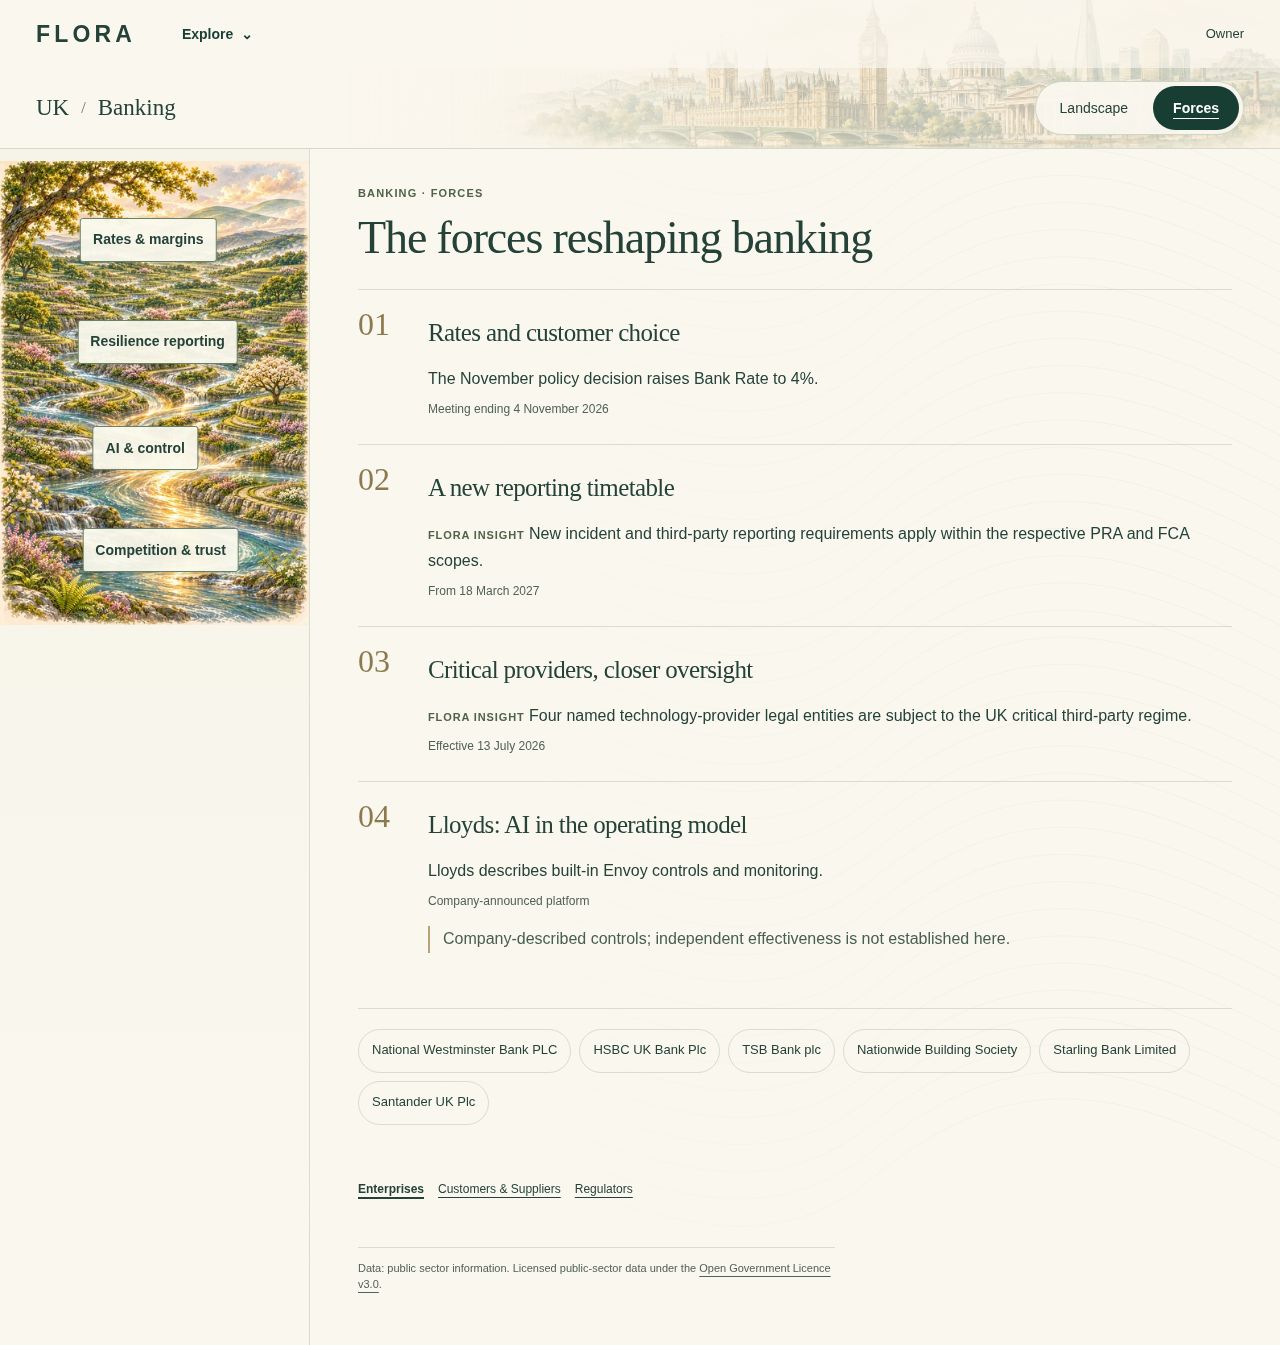 FLORA
Explore
Owner
UK / Banking
Landscape
Forces
Rates & margins
Resilience reporting
AI & control
Competition & trust
BANKING · FORCES
The forces reshaping banking
01
Rates and customer choice
The November policy decision raises Bank Rate to 4%.
Meeting ending 4 November 2026
02
A new reporting timetable
FLORA INSIGHT New incident and third-party reporting requirements apply within the respective PRA and FCA
scopes.
From 18 March 2027
03
Critical providers, closer oversight
FLORA INSIGHT Four named technology-provider legal entities are subject to the UK critical third-party regime.
Effective 13 July 2026
04
Lloyds: AI in the operating model
Lloyds describes built-in Envoy controls and monitoring.
Company-announced platform
Company-described controls; independent effectiveness is not established here.
National Westminster Bank PLC
HSBC UK Bank Plc
TSB Bank plc
Nationwide Building Society
Starling Bank Limited
Santander UK Plc
Enterprises
Customers & Suppliers
Regulators
Data: public sector information. Licensed public-sector data under the Open Government Licence
v3.0.